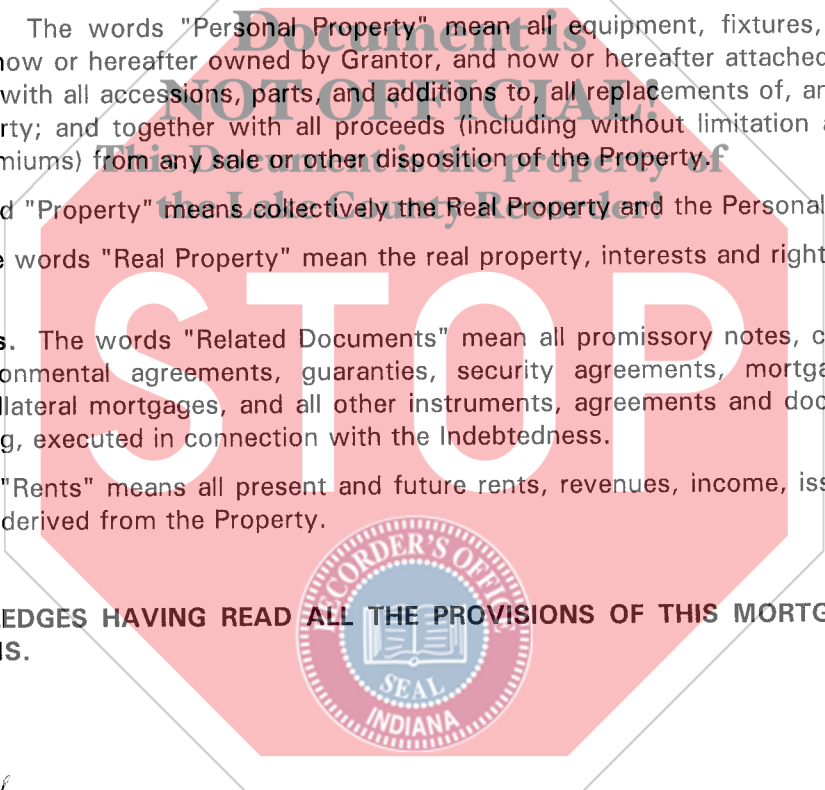 Document is
The words "Personal Property" mean all equipment, fixtures,
now or hereafter owned by Grantor, and now or hereafter attached
NOT OFFICIAL!
with all accessions, parts, and additions to, all replacements of, an
rty; and together with all proceeds (including without limitation a
miums) from any sale or other disposition of the Property.
This Document is the property of
the Lake County Recorder!
d "Property" means collectively the Real Property and the Personal
e words "Real Property" mean the real property, interests and right
STOP
s. The words "Related Documents" mean all promissory notes, c
onmental agreements, guaranties, security agreements, mortga
llateral mortgages, and all other instruments, agreements and doc
g, executed in connection with the Indebtedness.
"Rents" means all present and future rents, revenues, income, iss
derived from the Property.
RECORDER'S OFFICE
LEDGES HAVING READ ALL THE PROVISIONS OF THIS MORTG
IS.
SEAL
INDIANA